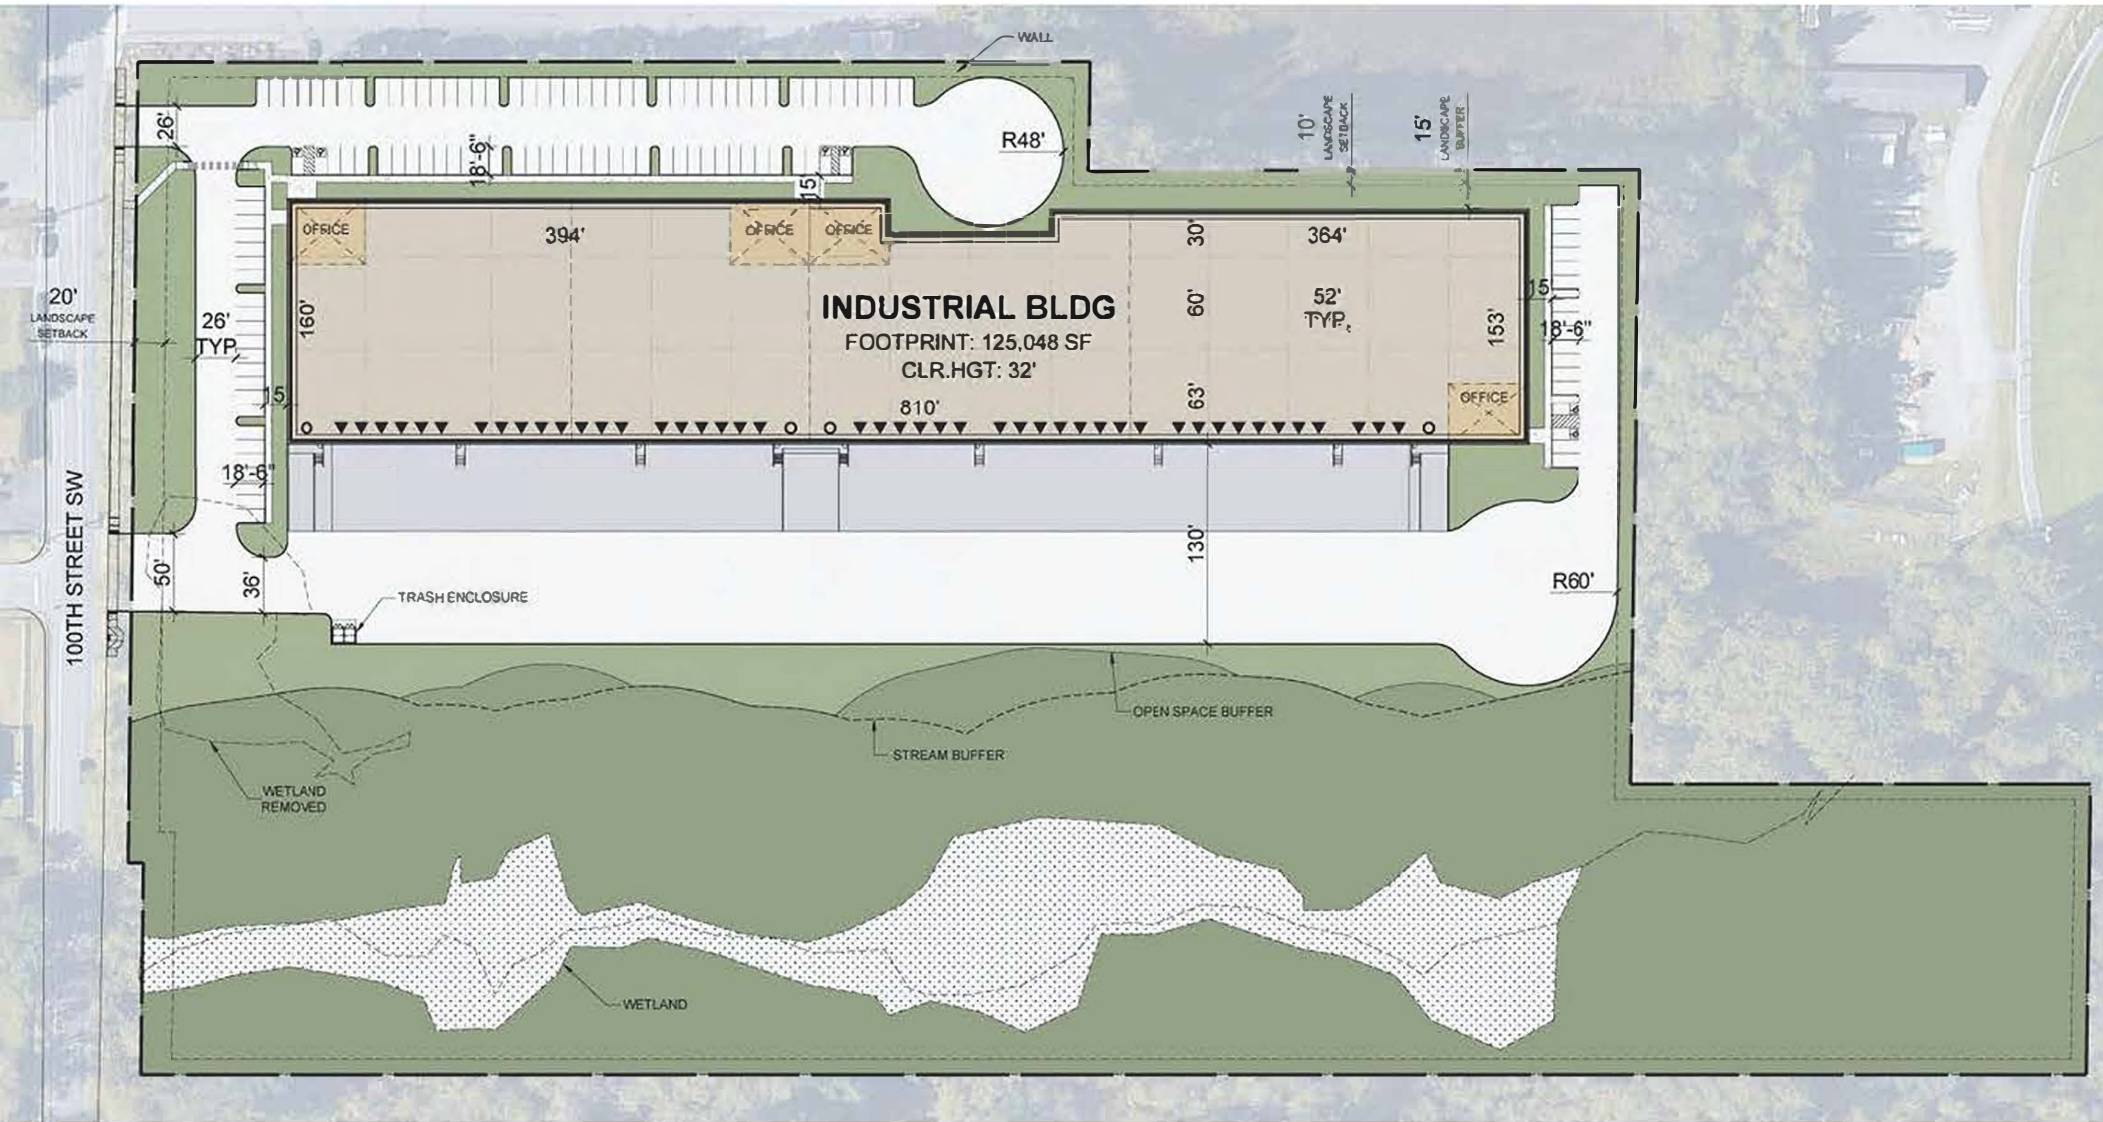 WALL
26'
18'-6"
R48'
10'
LANDSCAPE
SETBACK
15'
LANDSCAPE
BUFFER
15'
OFFICE
394'
OFFICE
OFFICE
30'
364'
20'
LANDSCAPE
SETBACK
26'
TYP.
160'
INDUSTRIAL BLDG
FOOTPRINT: 125,048 SF
CLR.HGT: 32'
60'
52'
TYP.
153'
15'
18'-6"
15'
810'
63'
OFFICE
18'-6"
100TH STREET SW
50'
36'
TRASH ENCLOSURE
130'
R60'
OPEN SPACE BUFFER
STREAM BUFFER
WETLAND
REMOVED
WETLAND